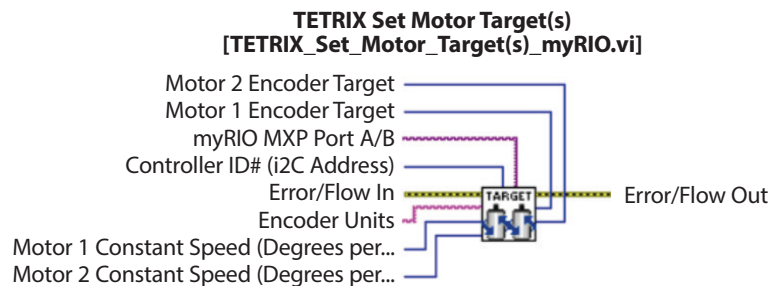 TETRIX Set Motor Target(s)
[TETRIX_Set_Motor_Target(s)_myRIO.vi]
Motor 2 Encoder Target
Motor 1 Encoder Target
myRIO MXP Port A/B
Controller ID# (i2C Address)
Error/Flow In
TARGET
Error/Flow Out
Encoder Units
Motor 1 Constant Speed (Degrees per...
Motor 2 Constant Speed (Degrees per...